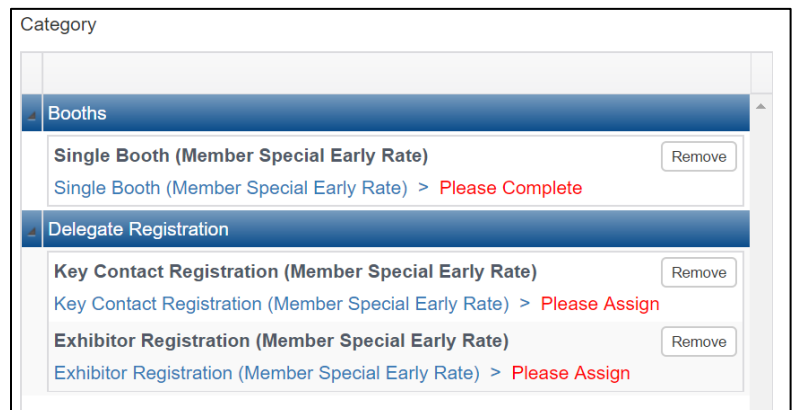 Category
Booths
Single Booth (Member Special Early Rate) Remove
Single Booth (Member Special Early Rate) > Please Complete
Delegate Registration
Key Contact Registration (Member Special Early Rate) Remove
Key Contact Registration (Member Special Early Rate) > Please Assign
Exhibitor Registration (Member Special Early Rate) Remove
Exhibitor Registration (Member Special Early Rate) > Please Assign